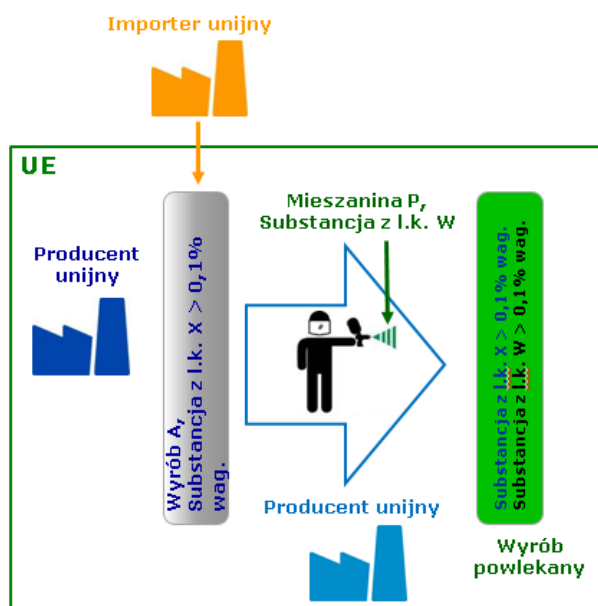 Importer unijny
UE
Producent
unijny
Wyrób A,
Substancja z l.k. X > 0,1%
wag.
Mieszanina P,
Substancja z l.k. W
Producent unijny
Substancja z l.k. X > 0,1% wag.
Substancja z l.k. W > 0,1% wag.
Wyrób
powlekany